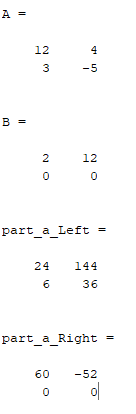 A =
12 4
3 -5
B =
2 12
0 0
part_a_Left =
24 144
6 36
part_a_Right =
60 -52
0 0